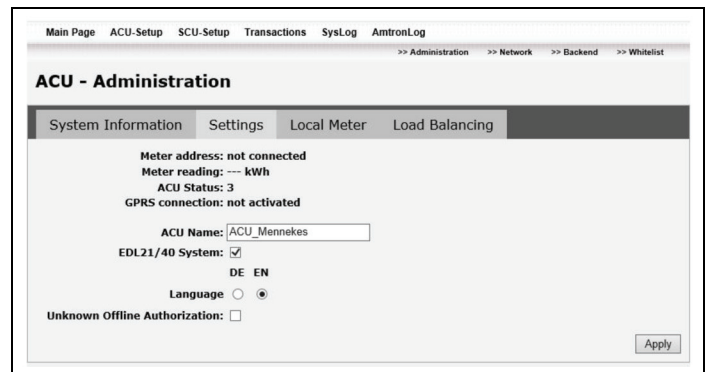 Main Page ACU-Setup SCU-Setup Transactions SysLog AmtronLog
>> Administration >> Network >> Backend >> Whitelist
ACU - Administration
System Information Settings Local Meter Load Balancing
Meter address: not connected
Meter reading: --- kWh
ACU Status: 3
GPRS connection: not activated
ACU Name: ACU_Mennekes
EDL21/40 System:
DE EN
Language
Unknown Offline Authorization:
Apply